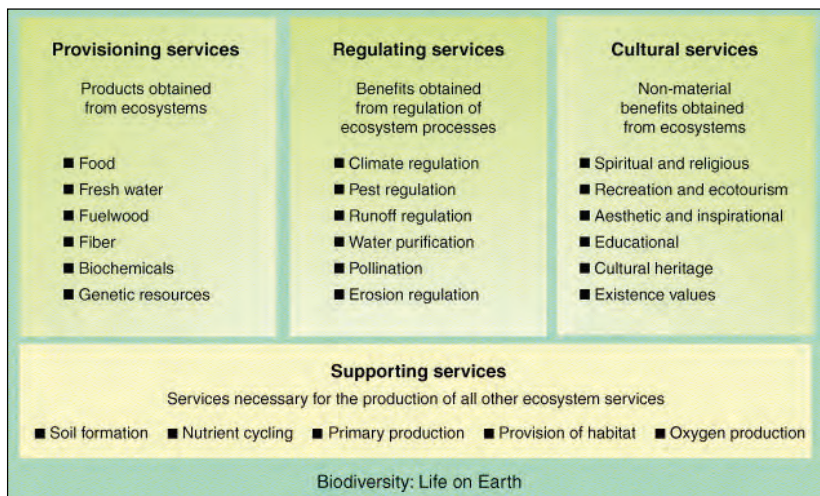 Provisioning services
Products obtained
from ecosystems
■ Food
■ Fresh water
■ Fuelwood
■ Fiber
■ Biochemicals
■ Genetic resources
Regulating services
Benefits obtained
from regulation of
ecosystem processes
■ Climate regulation
■ Pest regulation
■ Runoff regulation
■ Water purification
■ Pollination
■ Erosion regulation
Cultural services
Non-material
benefits obtained
from ecosystems
■ Spiritual and religious
■ Recreation and ecotourism
■ Aesthetic and inspirational
■ Educational
■ Cultural heritage
■ Existence values
Supporting services
Services necessary for the production of all other ecosystem services
■ Soil formation ■ Nutrient cycling ■ Primary production ■ Provision of habitat ■ Oxygen production
Biodiversity: Life on Earth